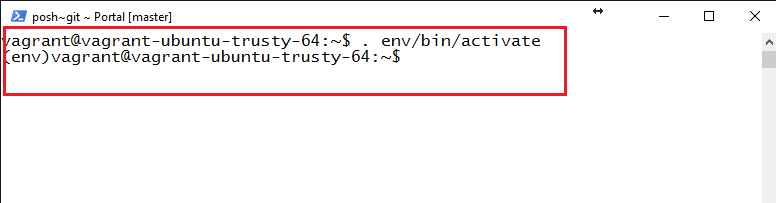 posh~git ~ Portal [master]
vagrant@vagrant-ubuntu-trusty-64:~$ . env/bin/activate
(env)vagrant@vagrant-ubuntu-trusty-64:~$